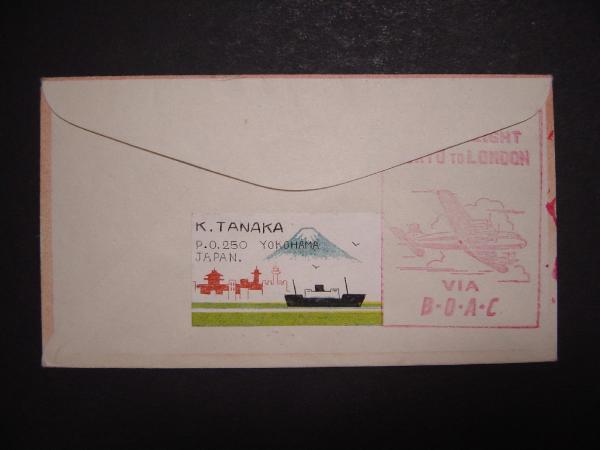 K. TANAKA
P.O. 250 YOKOHAMA
JAPAN.
TO LONDON
VIA
B·O·A·C